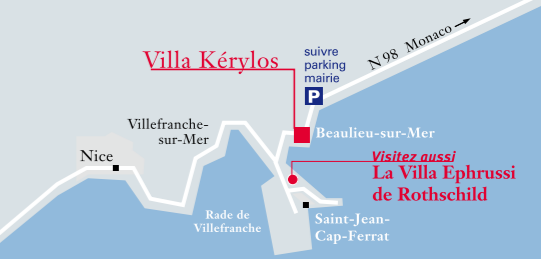 Villa Kérylos
suivre
parking
mairie
P
N 98 Monaco
Villefranche-
sur-Mer
Beaulieu-sur-Mer
Nice
Visitez aussi
La Villa Ephrussi
de Rothschild
Rade de
Villefranche
Saint-Jean-
Cap-Ferrat